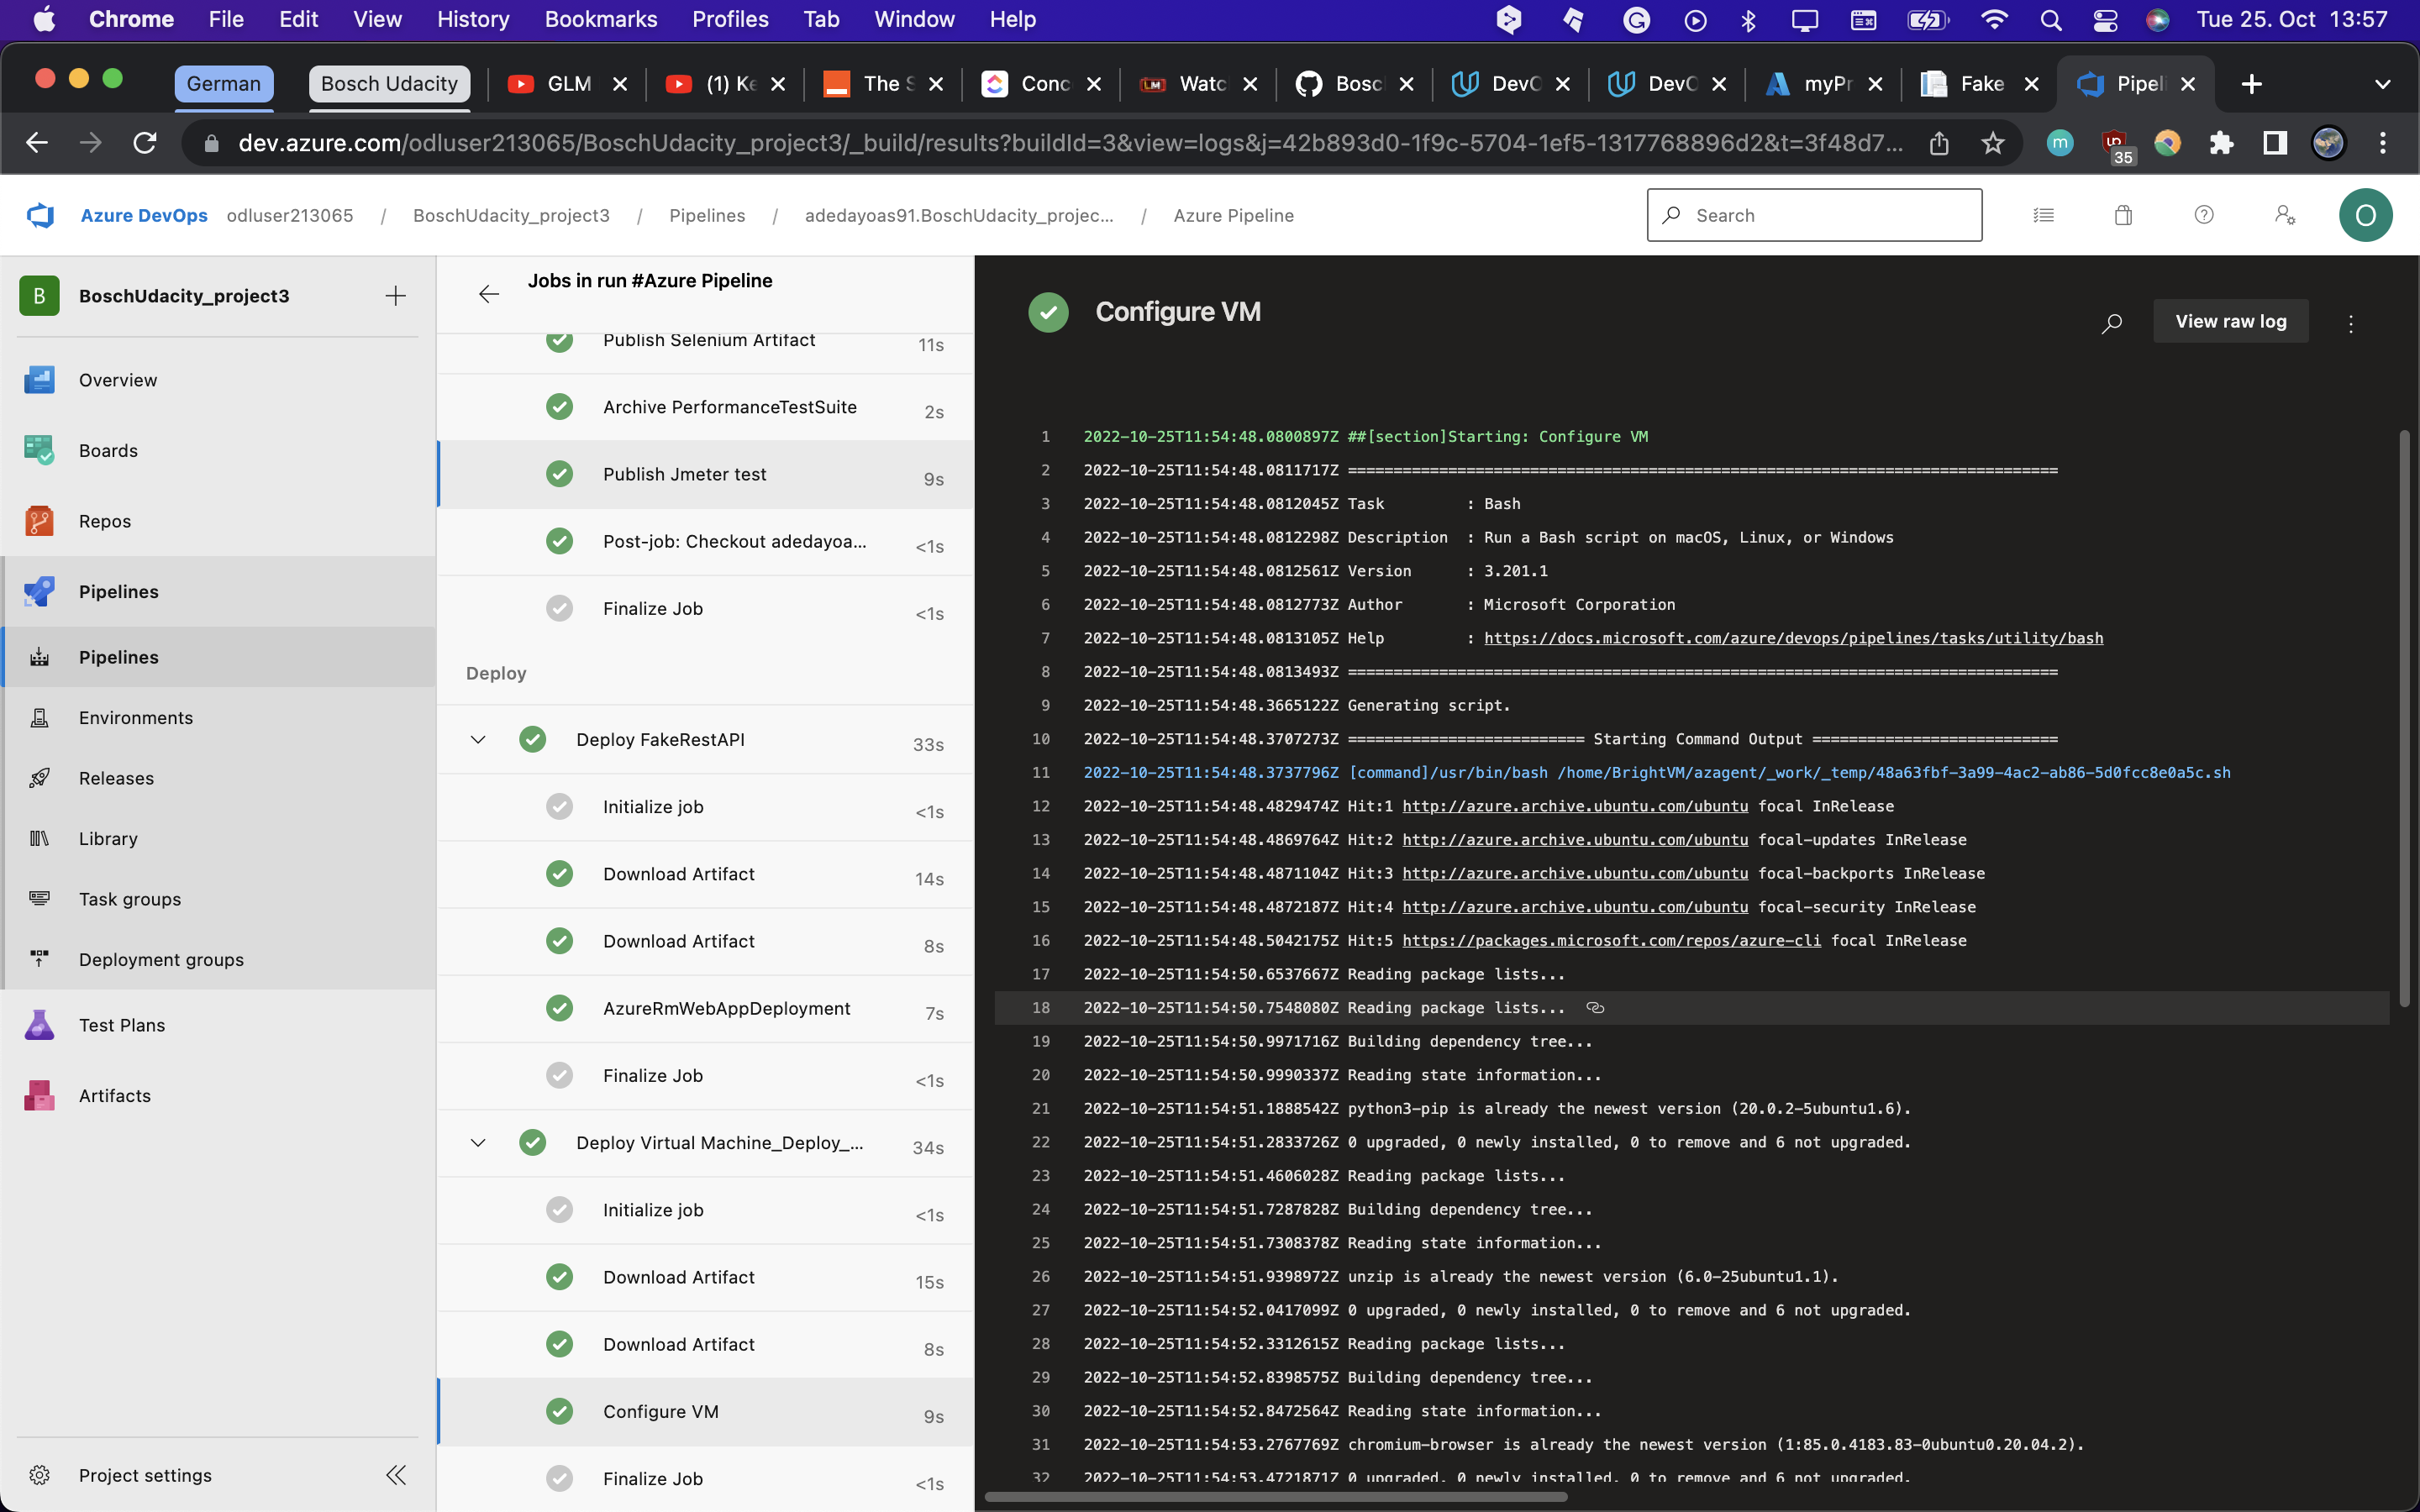 Chrome File Edit View History Bookmarks Profiles Tab Window Help Tue 25. Oct 13:57
German Bosch Udacity GLM (1) Ke The S Conc Watc Bosc DevO DevO myPr Fake Pipeli
dev.azure.com/odluser213065/BoschUdacity_project3/_build/results?buildId=3&view=logs&j=42b893d0-1f9c-5704-1ef5-1317768896d2&t=3f48d7... m 35
Azure DevOps odluser213065 / BoschUdacity_project3 / Pipelines / adedayoas91.BoschUdacity_projec... / Azure Pipeline Search O
B BoschUdacity_project3
Overview
Boards
Repos
Pipelines
Pipelines
Environments
Releases
Library
Task groups
Deployment groups
Test Plans
Artifacts
Project settings
Jobs in run #Azure Pipeline
Publish Selenium Artifact 11s
Archive PerformanceTestSuite 2s
Publish Jmeter test 9s
Post-job: Checkout adedayoa... <1s
Finalize Job <1s
Deploy
Deploy FakeRestAPI 33s
Initialize job <1s
Download Artifact 14s
Download Artifact 8s
AzureRmWebAppDeployment 7s
Finalize Job <1s
Deploy Virtual Machine_Deploy_... 34s
Initialize job <1s
Download Artifact 15s
Download Artifact 8s
Configure VM 9s
Finalize Job <1s
Configure VM
View raw log
1 2022-10-25T11:54:48.0800897Z ##[section]Starting: Configure VM
2 2022-10-25T11:54:48.0811717Z ==============================================================================
3 2022-10-25T11:54:48.0812045Z Task : Bash
4 2022-10-25T11:54:48.0812298Z Description : Run a Bash script on macOS, Linux, or Windows
5 2022-10-25T11:54:48.0812561Z Version : 3.201.1
6 2022-10-25T11:54:48.0812773Z Author : Microsoft Corporation
7 2022-10-25T11:54:48.0813105Z Help : https://docs.microsoft.com/azure/devops/pipelines/tasks/utility/bash
8 2022-10-25T11:54:48.0813493Z ==============================================================================
9 2022-10-25T11:54:48.3665122Z Generating script.
10 2022-10-25T11:54:48.3707273Z ========================== Starting Command Output ===========================
11 2022-10-25T11:54:48.3737796Z [command]/usr/bin/bash /home/BrightVM/azagent/_work/_temp/48a63fbf-3a99-4ac2-ab86-5d0fcc8e0a5c.sh
12 2022-10-25T11:54:48.4829474Z Hit:1 http://azure.archive.ubuntu.com/ubuntu focal InRelease
13 2022-10-25T11:54:48.4869764Z Hit:2 http://azure.archive.ubuntu.com/ubuntu focal-updates InRelease
14 2022-10-25T11:54:48.4871104Z Hit:3 http://azure.archive.ubuntu.com/ubuntu focal-backports InRelease
15 2022-10-25T11:54:48.4872187Z Hit:4 http://azure.archive.ubuntu.com/ubuntu focal-security InRelease
16 2022-10-25T11:54:48.5042175Z Hit:5 https://packages.microsoft.com/repos/azure-cli focal InRelease
17 2022-10-25T11:54:50.6537667Z Reading package lists...
18 2022-10-25T11:54:50.7548080Z Reading package lists...
19 2022-10-25T11:54:50.9971716Z Building dependency tree...
20 2022-10-25T11:54:50.9990337Z Reading state information...
21 2022-10-25T11:54:51.1888542Z python3-pip is already the newest version (20.0.2-5ubuntu1.6).
22 2022-10-25T11:54:51.2833726Z 0 upgraded, 0 newly installed, 0 to remove and 6 not upgraded.
23 2022-10-25T11:54:51.4606028Z Reading package lists...
24 2022-10-25T11:54:51.7287828Z Building dependency tree...
25 2022-10-25T11:54:51.7308378Z Reading state information...
26 2022-10-25T11:54:51.9398972Z unzip is already the newest version (6.0-25ubuntu1.1).
27 2022-10-25T11:54:52.0417099Z 0 upgraded, 0 newly installed, 0 to remove and 6 not upgraded.
28 2022-10-25T11:54:52.3312615Z Reading package lists...
29 2022-10-25T11:54:52.8398575Z Building dependency tree...
30 2022-10-25T11:54:52.8472564Z Reading state information...
31 2022-10-25T11:54:53.2767769Z chromium-browser is already the newest version (1:85.0.4183.83-0ubuntu0.20.04.2).
32 2022-10-25T11:54:53.4721871Z 0 upgraded, 0 newly installed, 0 to remove and 6 not upgraded.